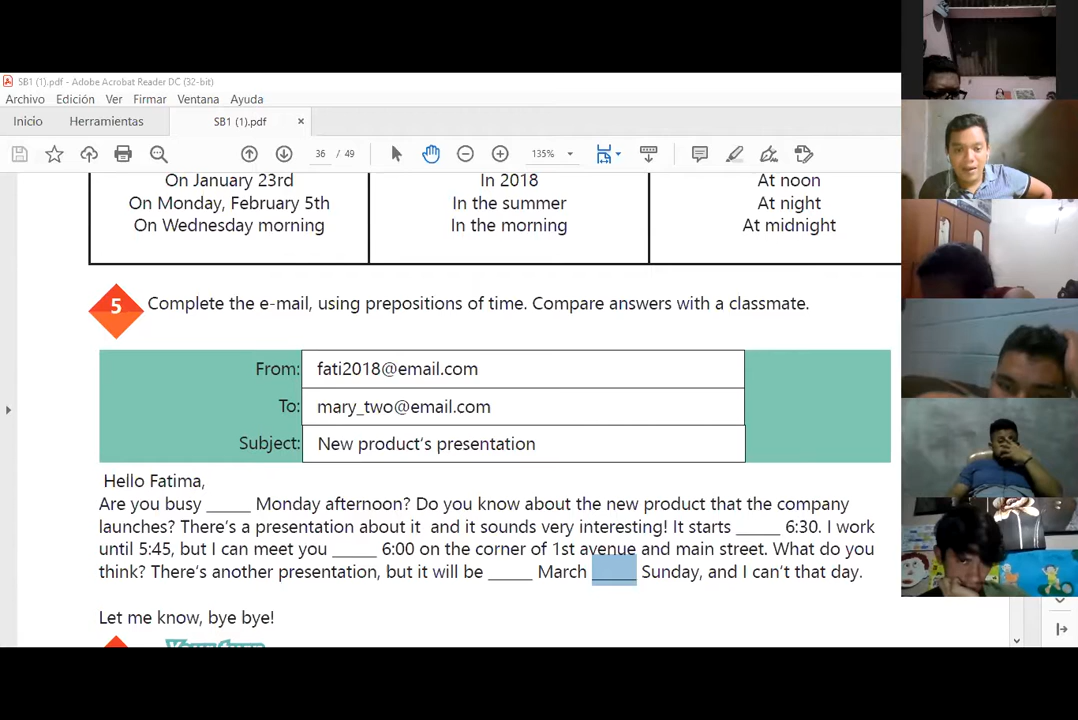 SB1 (1).pdf - Adobe Acrobat Reader DC (32-bit)
Archivo Edición Ver Firmar Ventana Ayuda
Inicio Herramientas SB1 (1).pdf ×
36 / 49 135%
On January 23rd In 2018 At noon
On Monday, February 5th In the summer At night
On Wednesday morning In the morning At midnight
5 Complete the e-mail, using prepositions of time. Compare answers with a classmate.
From: fati2018@email.com
To: mary_two@email.com
Subject: New product's presentation
Hello Fatima,
Are you busy _____ Monday afternoon? Do you know about the new product that the company
launches? There's a presentation about it and it sounds very interesting! It starts _____ 6:30. I work
until 5:45, but I can meet you _____ 6:00 on the corner of 1st avenue and main street. What do you
think? There's another presentation, but it will be _____ March _____ Sunday, and I can't that day.
Let me know, bye bye!